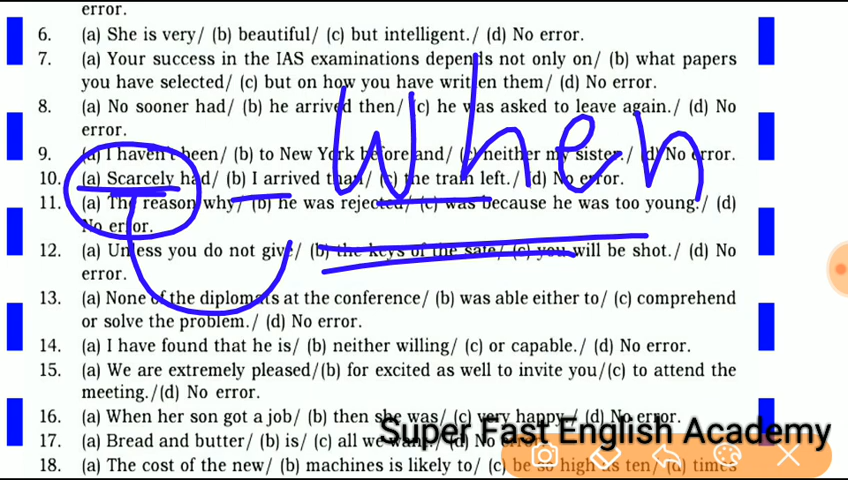 error.
6. (a) She is very/ (b) beautiful/ (c) but intelligent./ (d) No error.
7. (a) Your success in the IAS examinations depends not only on/ (b) what papers
you have selected/ (c) but on how you have written them/ (d) No error.
8. (a) No sooner had/ (b) he arrived then/ (c) he was asked to leave again./ (d) No
error.
9. (a) I haven't been/ (b) to New York before and/ (c) neither my sister./ (d) No error.
10. (a) Scarcely had/ (b) I arrived than/ (c) the train left./ (d) No error.
When
11. (a) The reason why/ (b) he was rejected/ (c) was because he was too young./ (d)
No error.
12. (a) Unless you do not give/ (b) the keys of the safe/ (c) you will be shot./ (d) No
error.
13. (a) None of the diplomats at the conference/ (b) was able either to/ (c) comprehend
or solve the problem./ (d) No error.
14. (a) I have found that he is/ (b) neither willing/ (c) or capable./ (d) No error.
15. (a) We are extremely pleased/(b) for excited as well to invite you/(c) to attend the
meeting./(d) No error.
16. (a) When her son got a job/ (b) then she was/ (c) very happy./ (d) No error.
Super Fast English Academy
17. (a) Bread and butter/ (b) is/ (c) all we want./ (d) No error.
18. (a) The cost of the new/ (b) machines is likely to/ (c) be so high as ten/ (d) times